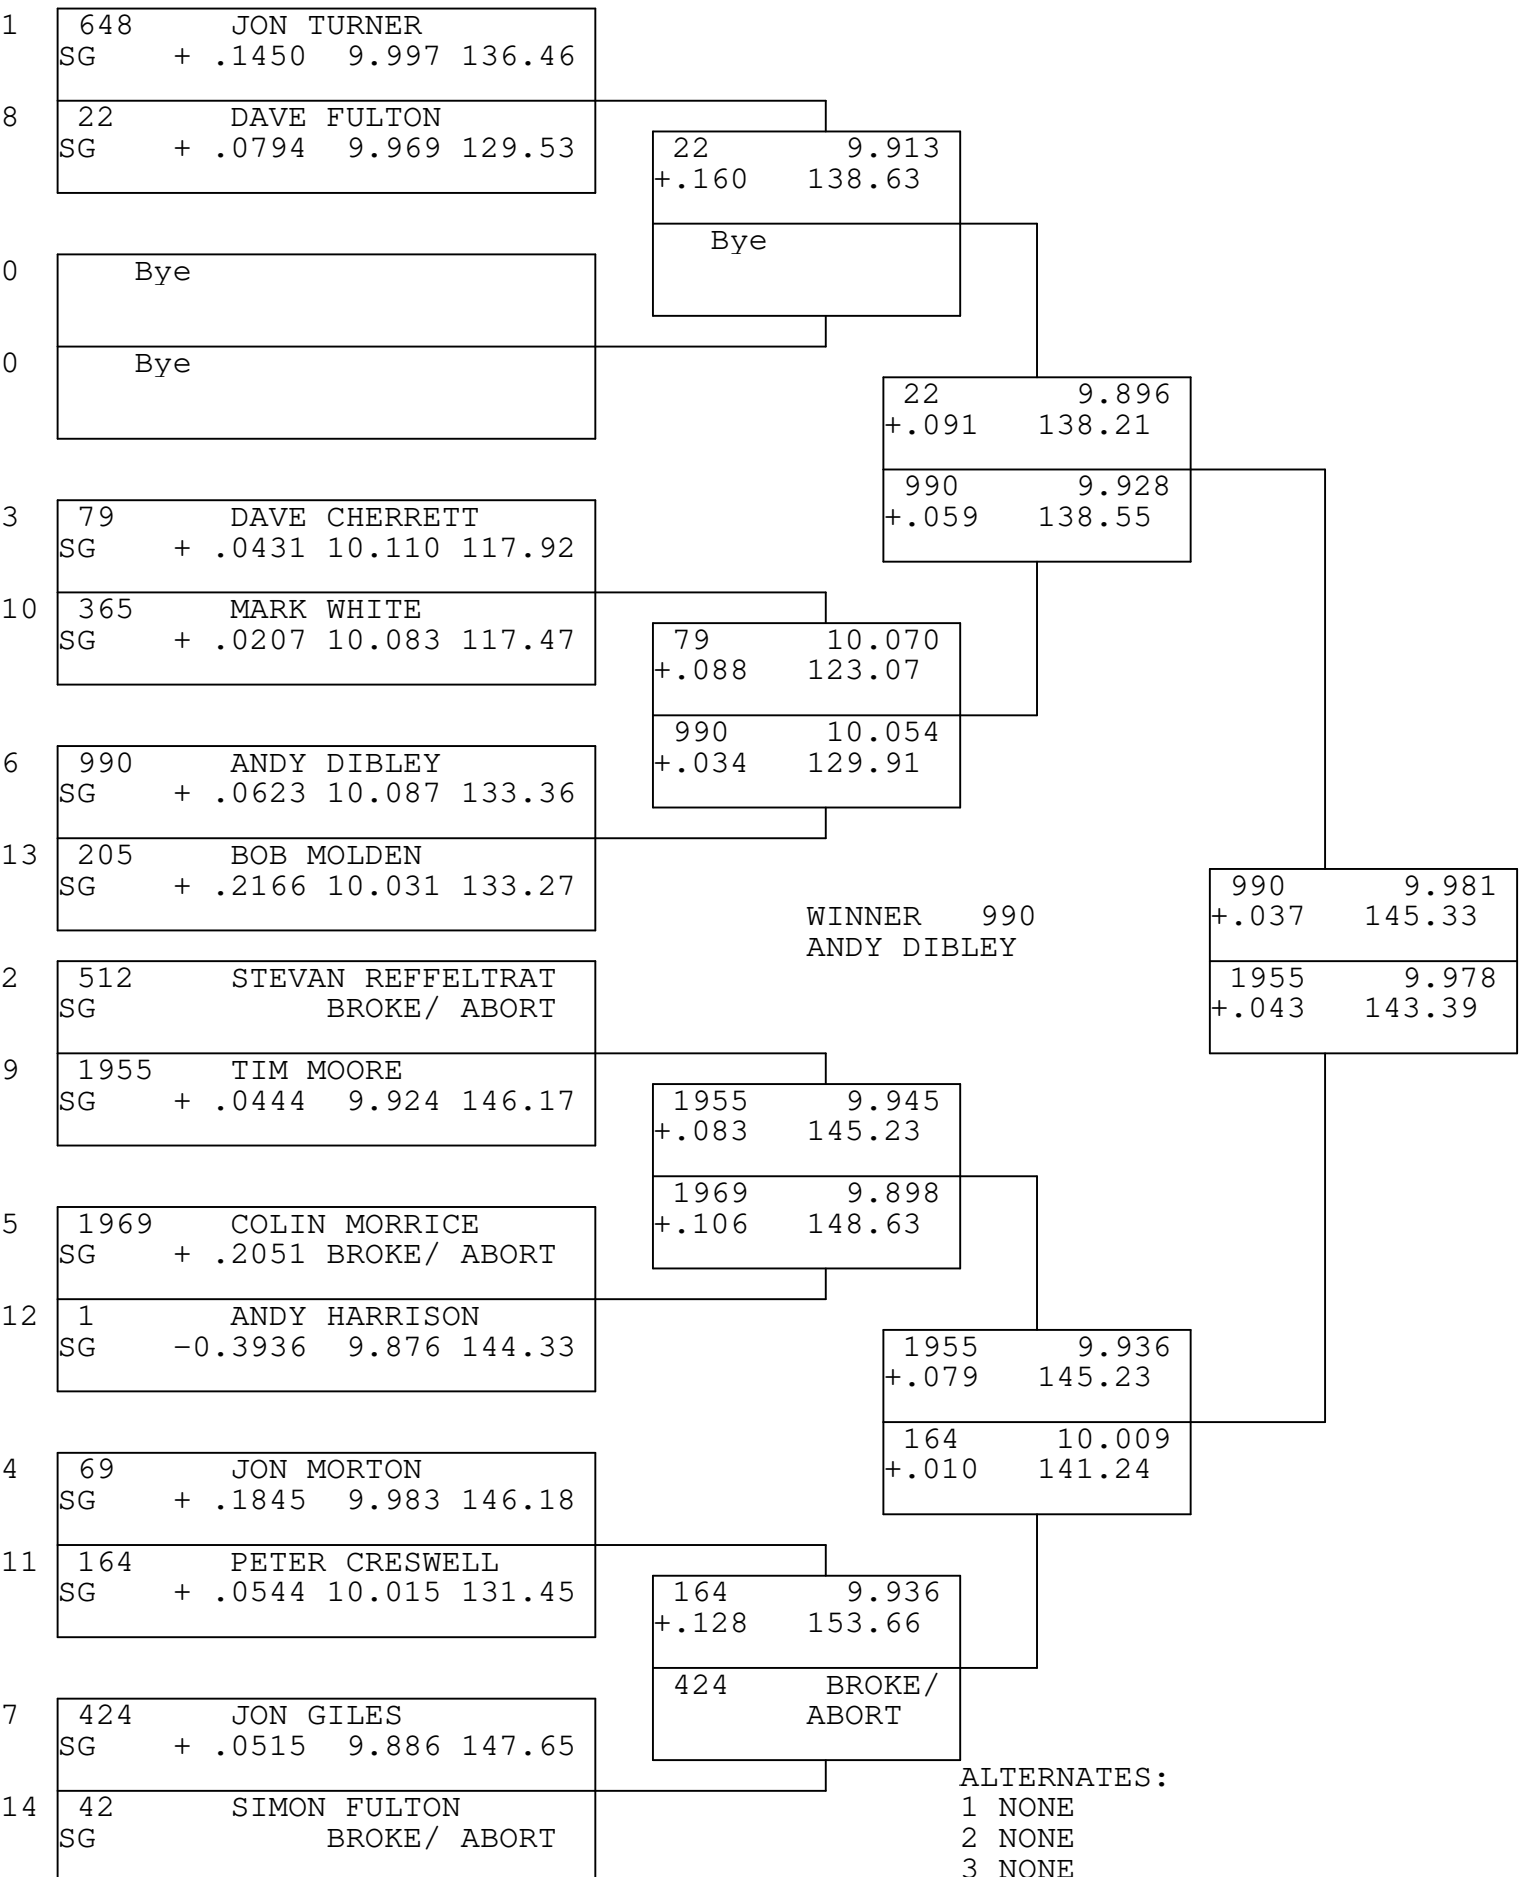 1 648 JON TURNER
SG + .1450 9.997 136.46
8 22 DAVE FULTON
SG + .0794 9.969 129.53
0 Bye
0 Bye
3 79 DAVE CHERRETT
SG + .0431 10.110 117.92
10 365 MARK WHITE
SG + .0207 10.083 117.47
6 990 ANDY DIBLEY
SG + .0623 10.087 133.36
13 205 BOB MOLDEN
SG + .2166 10.031 133.27
2 512 STEVAN REFFELTRAT
SG BROKE/ ABORT
9 1955 TIM MOORE
SG + .0444 9.924 146.17
5 1969 COLIN MORRICE
SG + .2051 BROKE/ ABORT
12 1 ANDY HARRISON
SG -0.3936 9.876 144.33
4 69 JON MORTON
SG + .1845 9.983 146.18
11 164 PETER CRESWELL
SG + .0544 10.015 131.45
7 424 JON GILES
SG + .0515 9.886 147.65
14 42 SIMON FULTON
SG BROKE/ ABORT
22 9.913
+.160 138.63
Bye
79 10.070
+.088 123.07
990 10.054
+.034 129.91
1955 9.945
+.083 145.23
1969 9.898
+.106 148.63
164 9.936
+.128 153.66
424 BROKE/
ABORT
22 9.896
+.091 138.21
990 9.928
+.059 138.55
1955 9.936
+.079 145.23
164 10.009
+.010 141.24
990 9.981
+.037 145.33
1955 9.978
+.043 143.39
WINNER 990
ANDY DIBLEY
ALTERNATES:
1 NONE
2 NONE
3 NONE